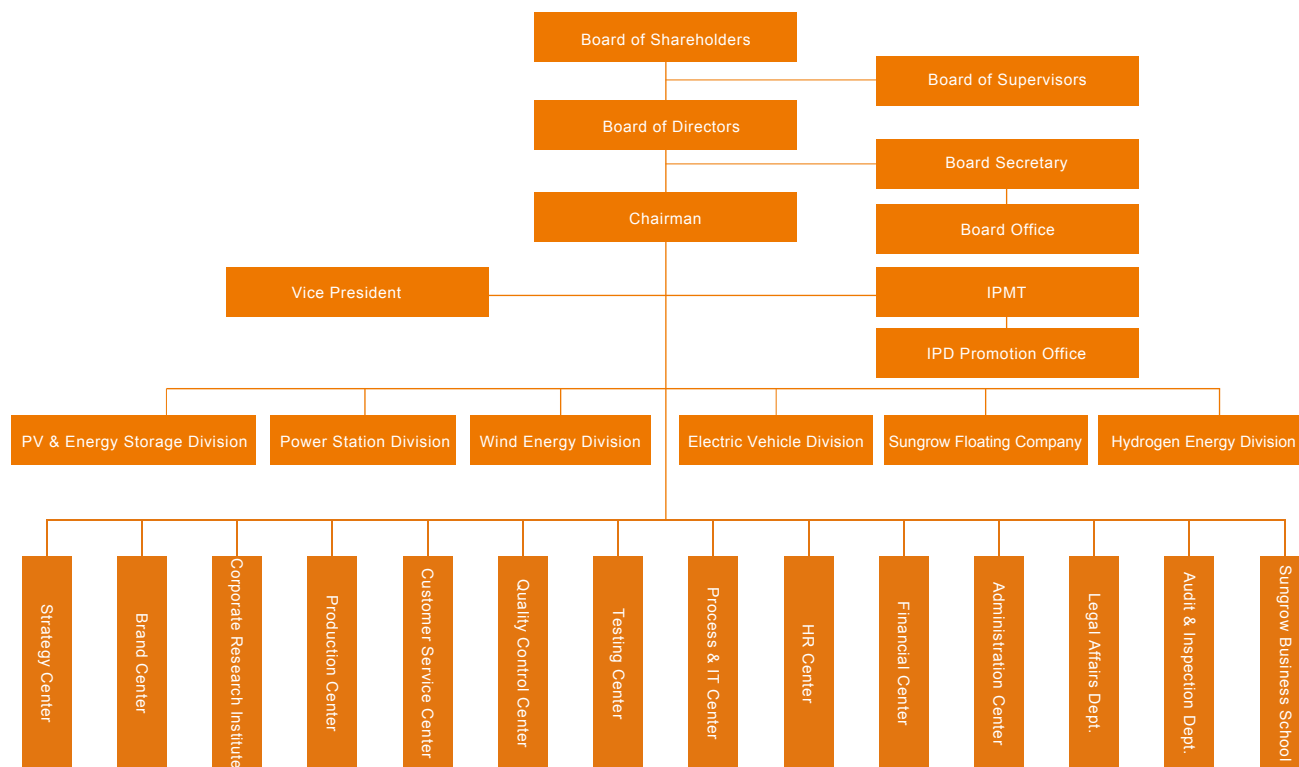 Board of Shareholders
Board of Supervisors
Board of Directors
Board Secretary
Chairman
Board Office
Vice President
IPMT
IPD Promotion Office
PV & Energy Storage Division
Power Station Division
Wind Energy Division
Electric Vehicle Division
Sungrow Floating Company
Hydrogen Energy Division
Strategy Center
Brand Center
Corporate Research Institute
Production Center
Customer Service Center
Quality Control Center
Testing Center
Process & IT Center
HR Center
Financial Center
Administration Center
Legal Affairs Dept.
Audit & Inspection Dept.
Sungrow Business School